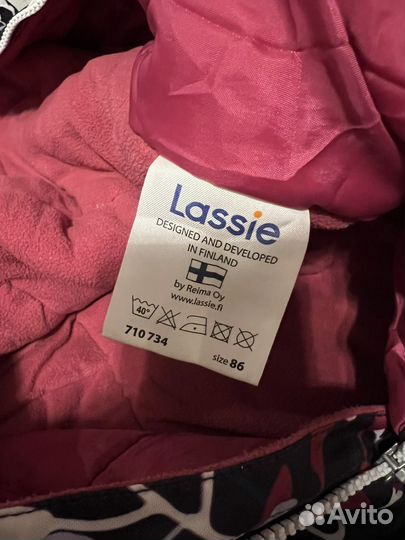 Lassie
DESIGNED AND DEVELOPED
IN FINLAND
by Reima Oy
www.lassie.fi
40°
710 734
size 86
Avito